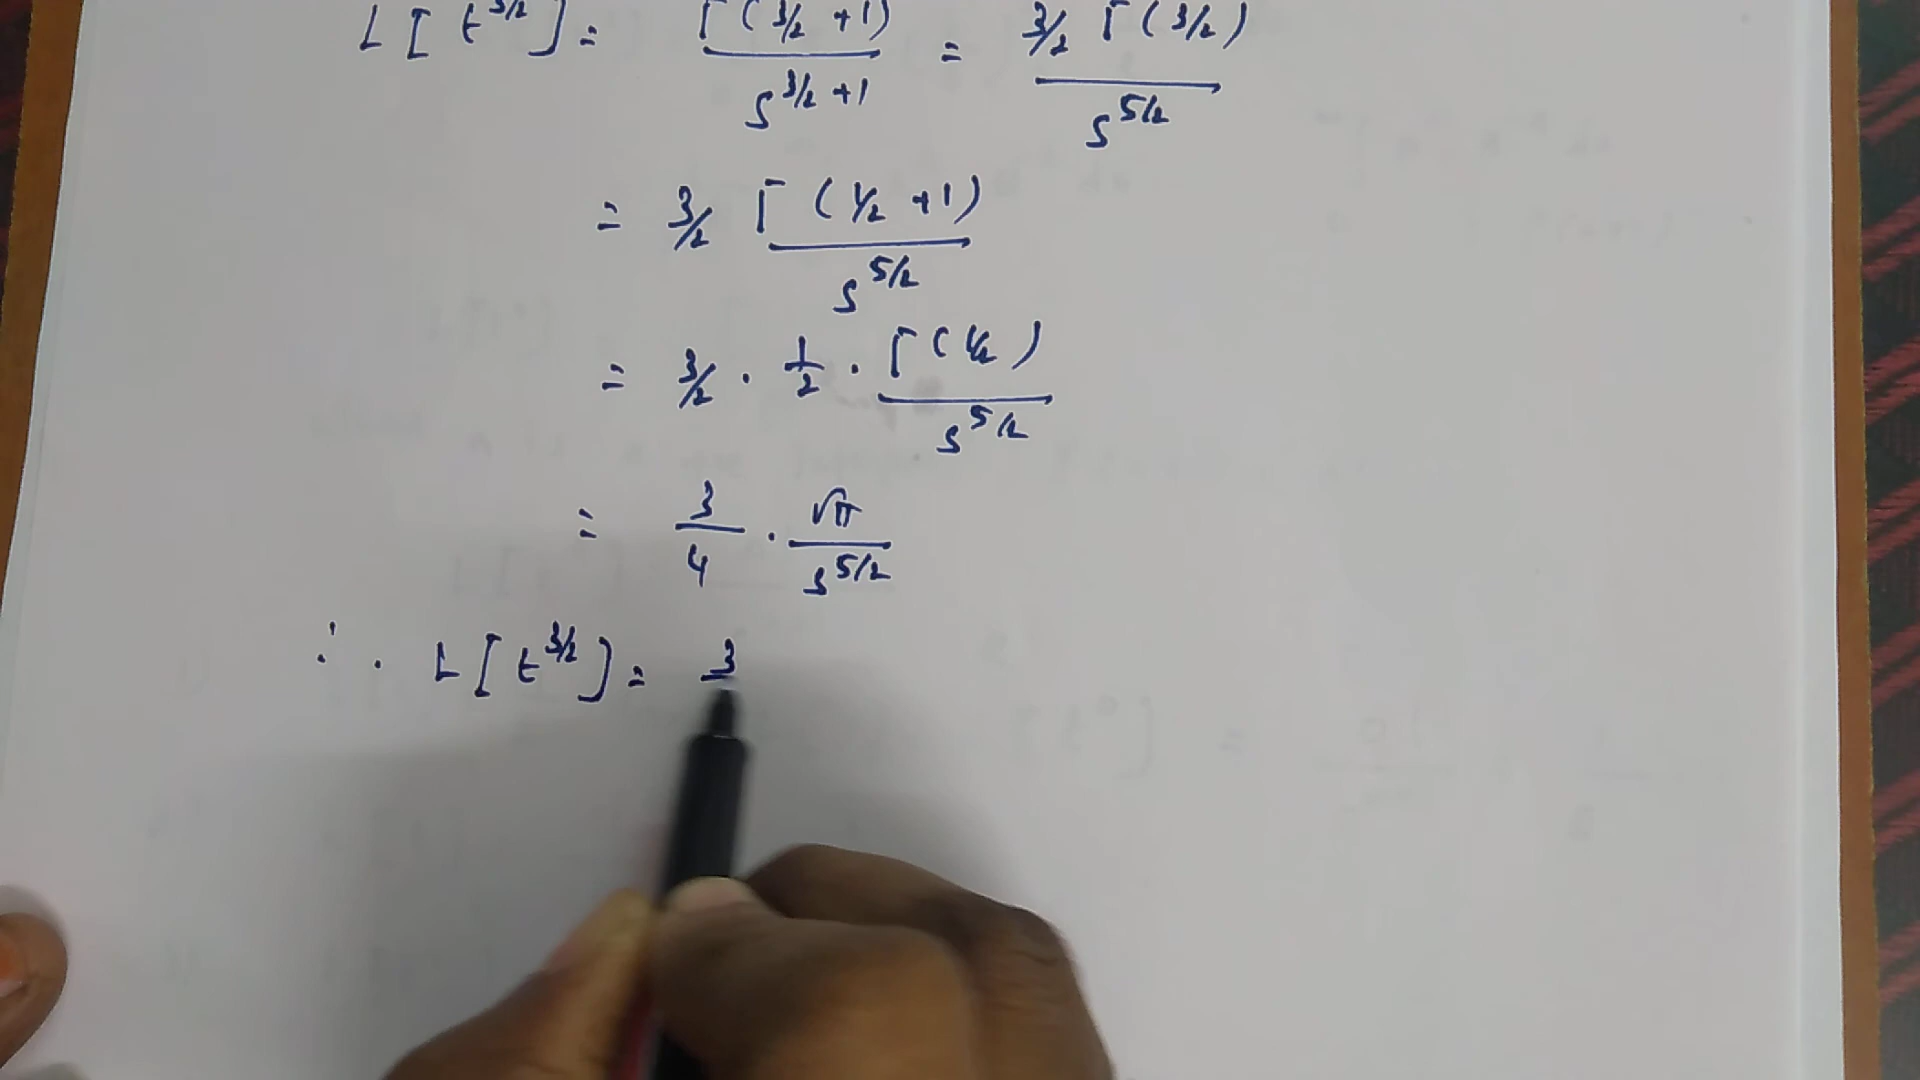 L[t^3/2] = Γ(3/2 +1) / s^3/2 +1 = 3/2 Γ(3/2) / s^5/2
= 3/2 Γ(1/2 +1) / s^5/2
= 3/2 · 1/2 · Γ(1/2) / s^5/2
= 3/4 · √π / s^5/2
∴ L[t^3/2] = 3